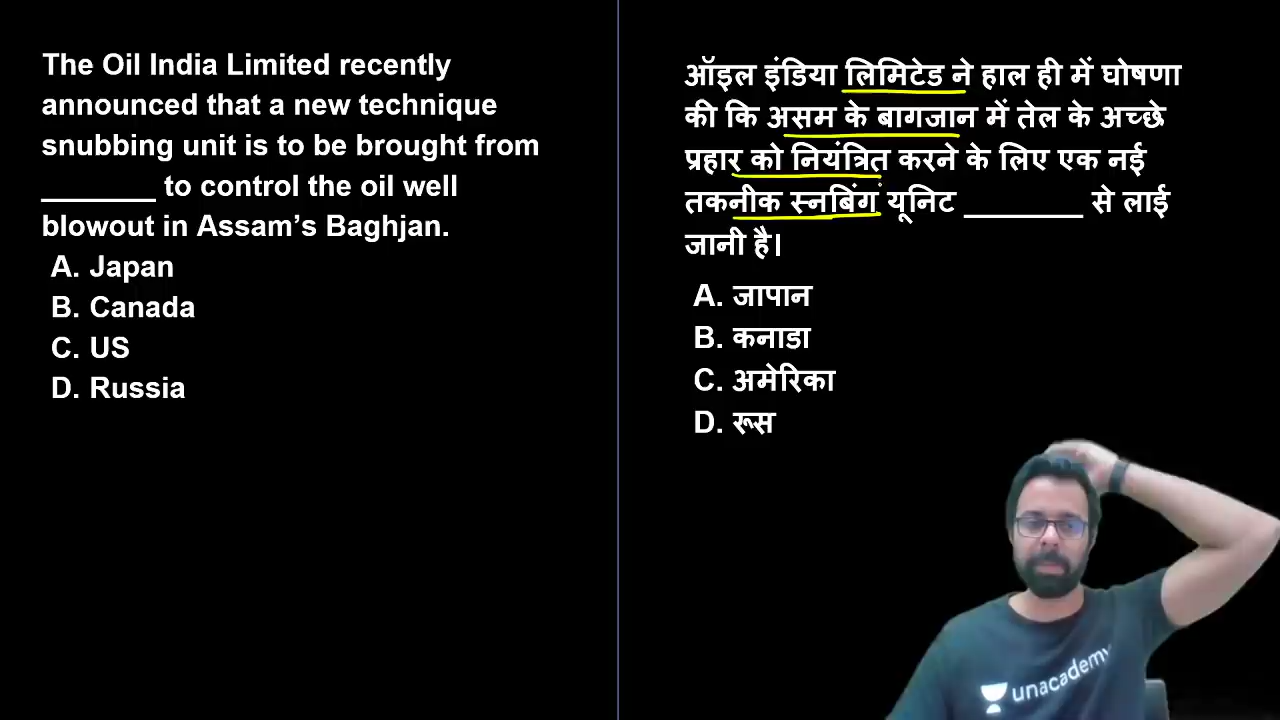 The Oil India Limited recently
announced that a new technique
snubbing unit is to be brought from
_______ to control the oil well
blowout in Assam’s Baghjan.
A. Japan
B. Canada
C. US
D. Russia
ऑइल इंडिया लिमिटेड ने हाल ही में घोषणा
की कि असम के बागजान में तेल के अच्छे
प्रहार को नियंत्रित करने के लिए एक नई
तकनीक स्नबिंग यूनिट _______ से लाई
जानी है।
A. जापान
B. कनाडा
C. अमेरिका
D. रूस
unacademy